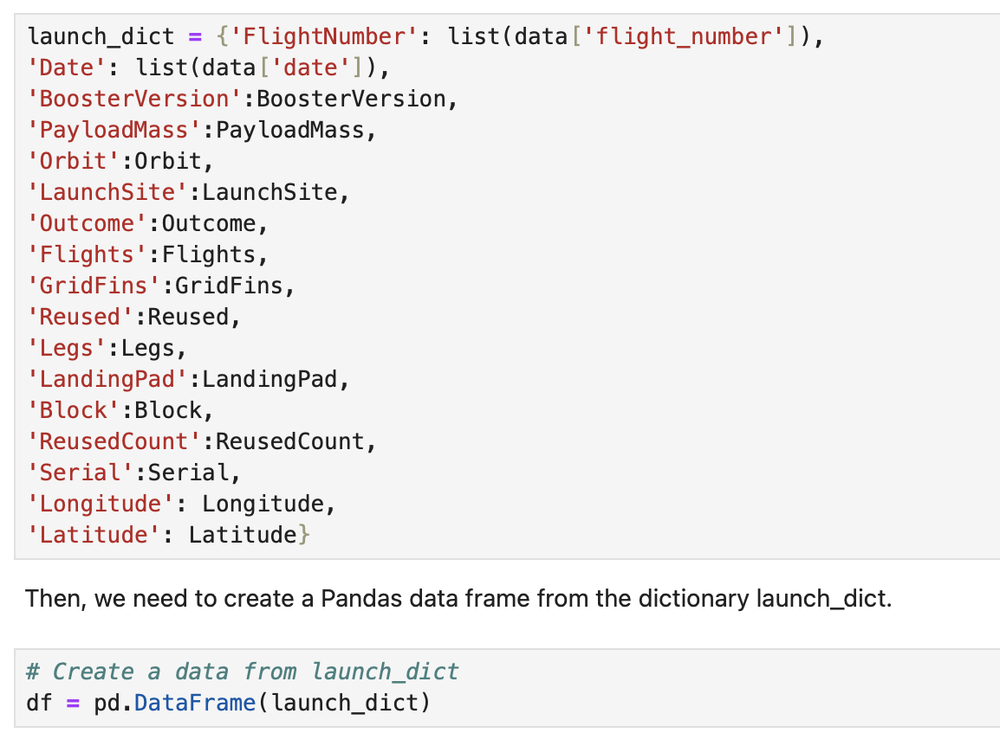 launch_dict = {'FlightNumber': list(data['flight_number']),
'Date': list(data['date']),
'BoosterVersion':BoosterVersion,
'PayloadMass':PayloadMass,
'Orbit':Orbit,
'LaunchSite':LaunchSite,
'Outcome':Outcome,
'Flights':Flights,
'GridFins':GridFins,
'Reused':Reused,
'Legs':Legs,
'LandingPad':LandingPad,
'Block':Block,
'ReusedCount':ReusedCount,
'Serial':Serial,
'Longitude': Longitude,
'Latitude': Latitude}
Then, we need to create a Pandas data frame from the dictionary launch_dict.
# Create a data from launch_dict
df = pd.DataFrame(launch_dict)